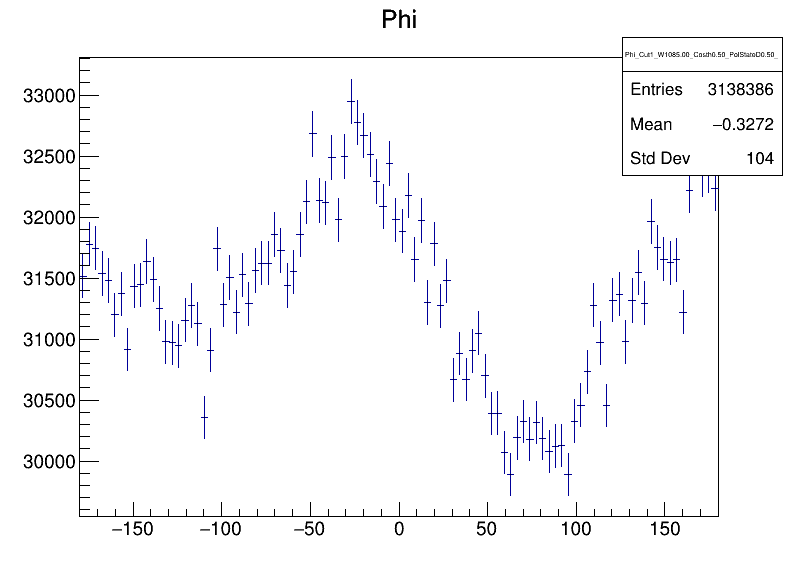 Phi
Phi_Cut1_W1085.00_Costh0.50_PolStateD0.50_
Entries 3138386
Mean −0.3272
Std Dev 104
33000
32500
32000
31500
31000
30500
30000
−150 −100 −50 0 50 100 150